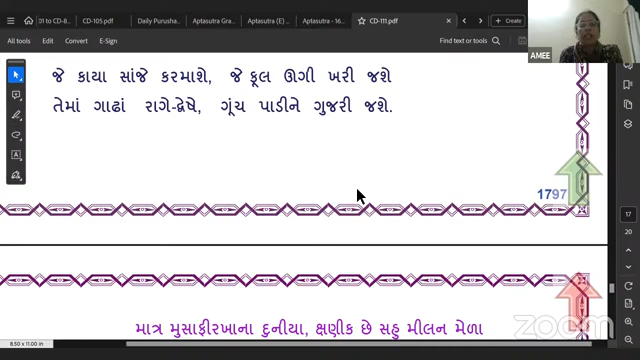 01 to CD-8...
CD-105.pdf
Daily Purusha...
Aptasutra Gra...
Aptasutra (E) ...
Aptasutra - 16...
CD-111.pdf
+ Create
All tools Edit Convert E-Sign
Find text or tools
AMEE
જે કાયા સાંજે કરમાશે, જે ફૂલ ઊગી ખરી જશે
તેમાં ગાઢાં રાગે-દ્વેષે, ગૂંચ પાડીને ગુજરી જશે.
1797
17
20
માત્ર મુસાફીરખાના દુનીયા, ક્ષણીક છે સહુ મીલન મેળા
8.50 x 11.00 in
zoom